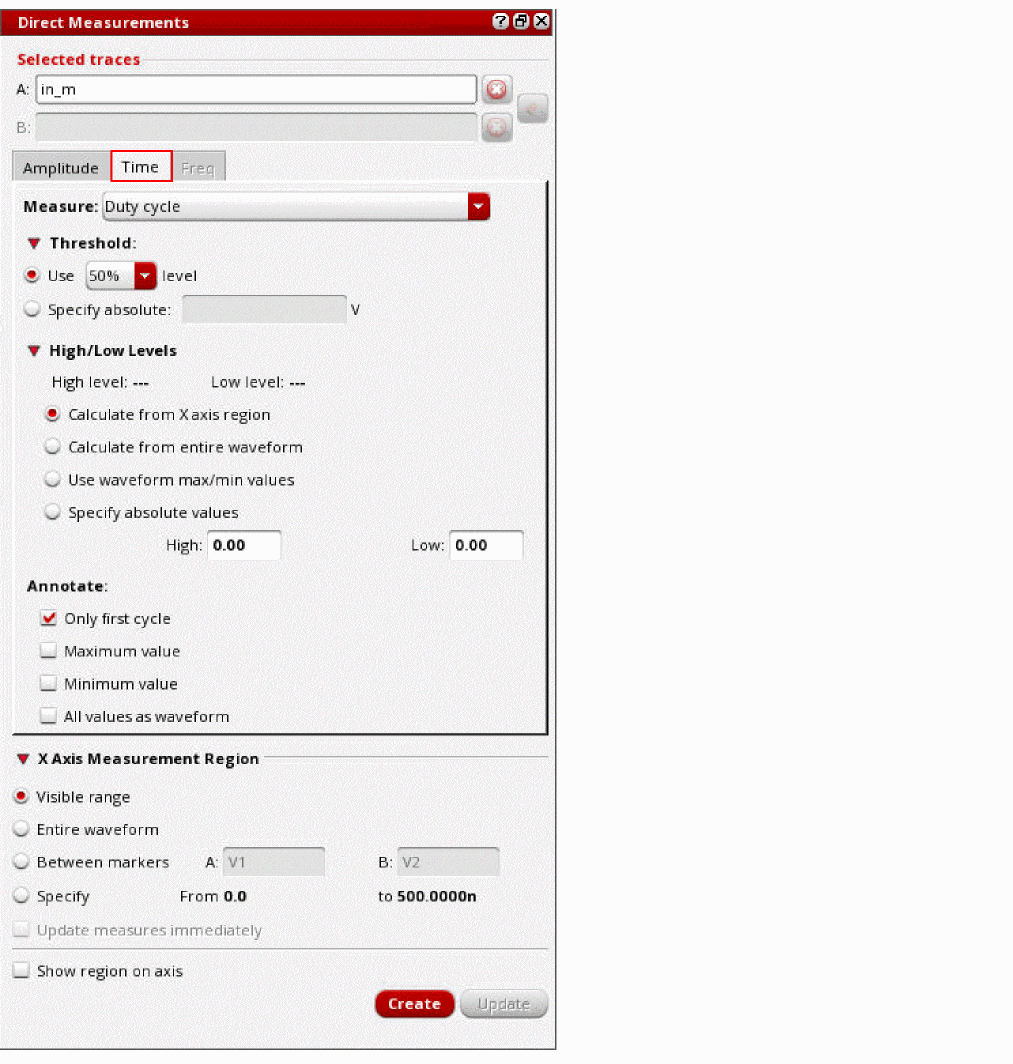 Direct Measurements
Selected traces
A: in_m
B:
Amplitude Time Freq
Measure: Duty cycle
Threshold:
Use 50% level
Specify absolute: V
High/Low Levels
High level: --- Low level: ---
Calculate from X axis region
Calculate from entire waveform
Use waveform max/min values
Specify absolute values
High: 0.00 Low: 0.00
Annotate:
Only first cycle
Maximum value
Minimum value
All values as waveform
X Axis Measurement Region
Visible range
Entire waveform
Between markers A: V1 B: V2
Specify From 0.0 to 500.0000n
Update measures immediately
Show region on axis
Create Update